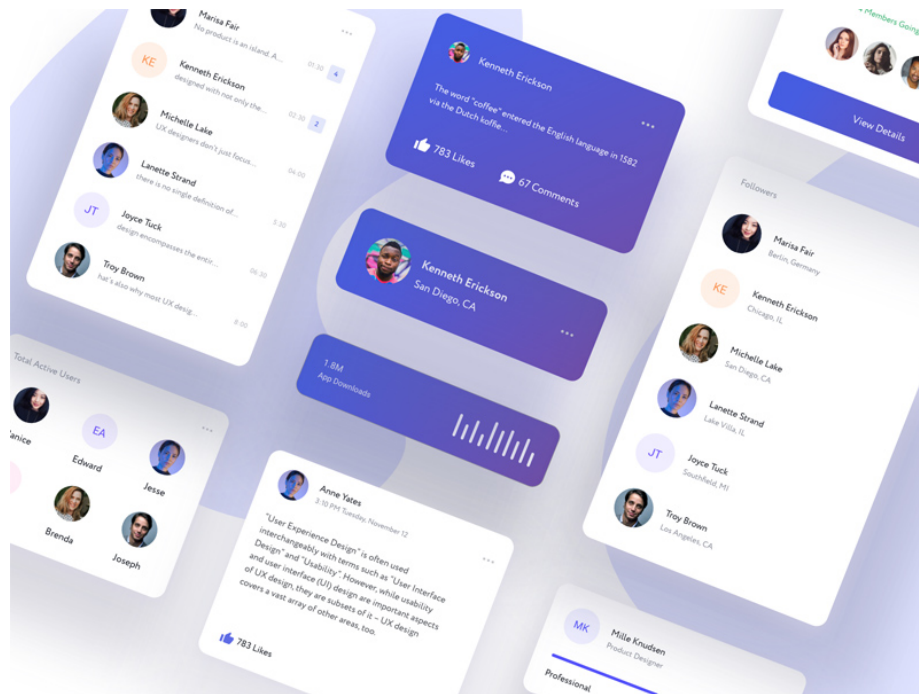 Marisa Fair
No product is an island. A...
01:30
4
KE
Kenneth Erickson
designed with not only the...
02:30
2
Michelle Lake
UX designers don't just focus...
04:00
Lanette Strand
there is no single definition of...
5:30
JT
Joyce Tuck
design encompasses the entir...
06:30
Troy Brown
hat's also why most UX desig...
8:00
Kenneth Erickson
The word "coffee" entered the English language in 1582
via the Dutch koffie...
783 Likes
67 Comments
Members Going
View Details
Kenneth Erickson
San Diego, CA
1.8M
App Downloads
Followers
Marisa Fair
Berlin, Germany
KE
Kenneth Erickson
Chicago, IL
Michelle Lake
San Diego, CA
Lanette Strand
Lake Villa, IL
JT
Joyce Tuck
Southfield, MI
Troy Brown
Los Angeles, CA
Total Active Users
anice
EA
Edward
Jesse
Brenda
Joseph
Anne Yates
3:10 PM Tuesday, November 12
"User Experience Design" is often used
interchangeably with terms such as "User Interface
Design" and "Usability". However, while usability
and user interface (UI) design are important aspects
of UX design, they are subsets of it – UX design
covers a vast array of other areas, too.
783 Likes
MK
Mille Knudsen
Product Designer
Professional